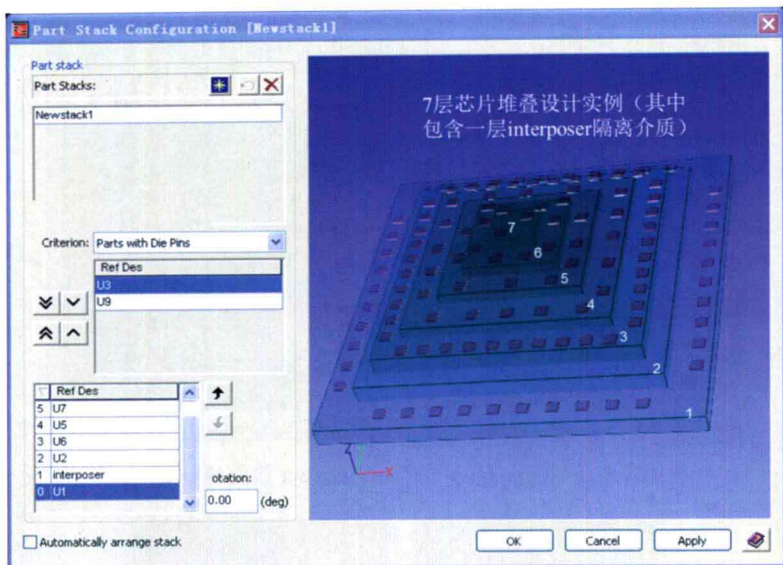 Part Stack Configuration [Newstack1]
Part stack
Part Stacks:
Newstack1
Criterion: Parts with Die Pins
Ref Des
U3
U9
Ref Des
5 U7
4 U5
3 U6
2 U2
1 interposer
0 U1
otation:
0.00 (deg)
Automatically arrange stack
7层芯片堆叠设计实例（其中
包含一层interposer隔离介质）
7
6
5
4
3
2
1
Z
X
OK Cancel Apply